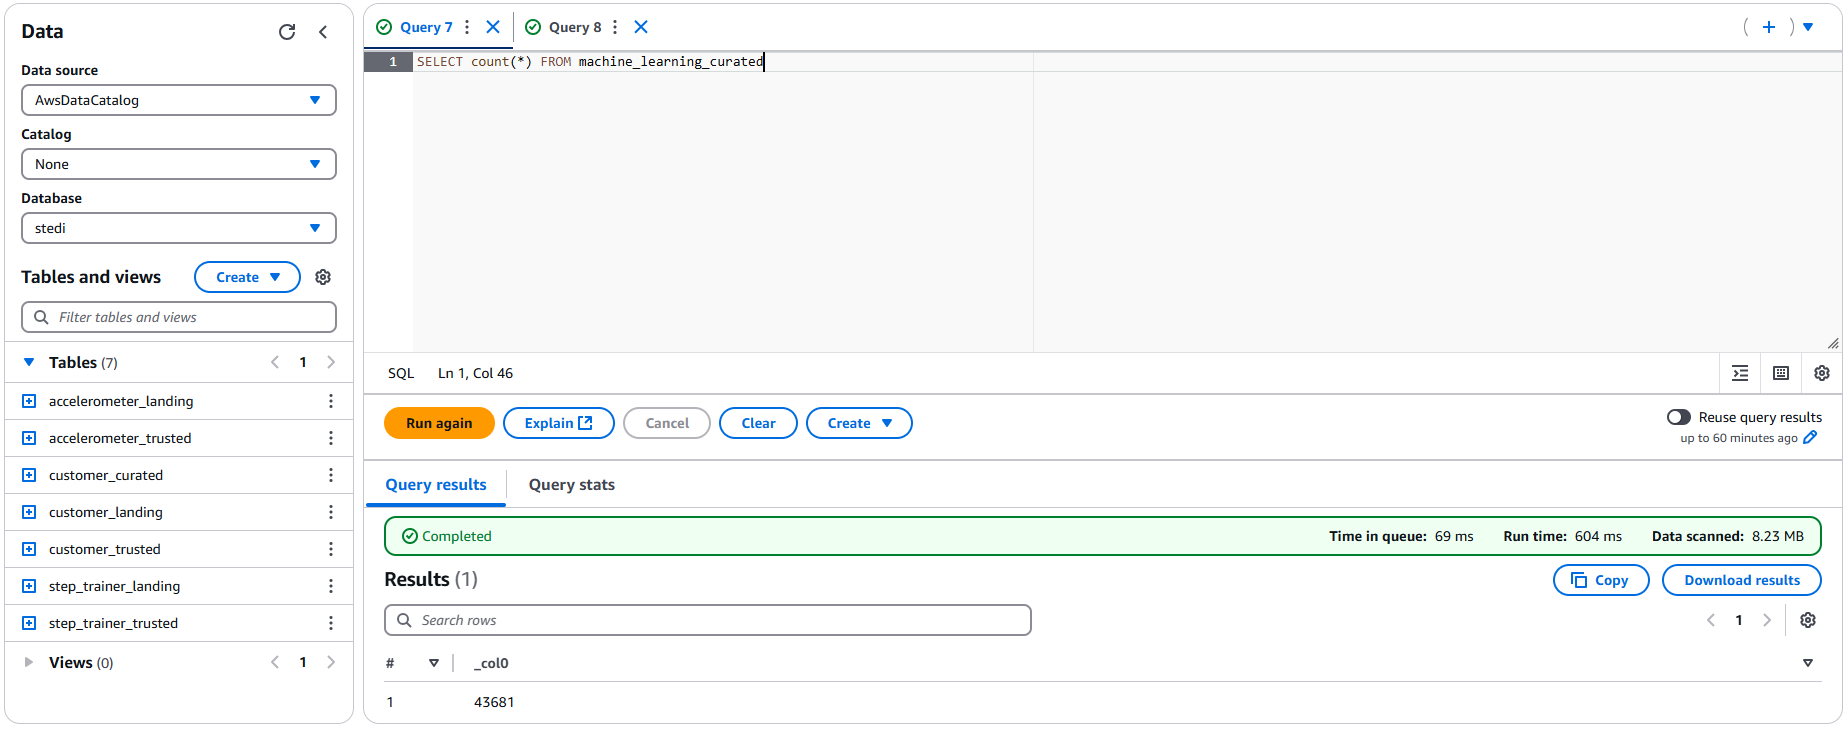 Data
Data source
AwsDataCatalog
Catalog
None
Database
stedi
Tables and views
Create
Filter tables and views
Tables (7)
1
accelerometer_landing
accelerometer_trusted
customer_curated
customer_landing
customer_trusted
step_trainer_landing
step_trainer_trusted
Views (0)
1
Query 7
Query 8
1 SELECT count(*) FROM machine_learning_curated
SQL Ln 1, Col 46
Run again Explain Cancel Clear Create
Reuse query results
up to 60 minutes ago
Query results Query stats
Completed Time in queue: 69 ms Run time: 604 ms Data scanned: 8.23 MB
Results (1)
Copy Download results
Search rows
1
# _col0
1 43681